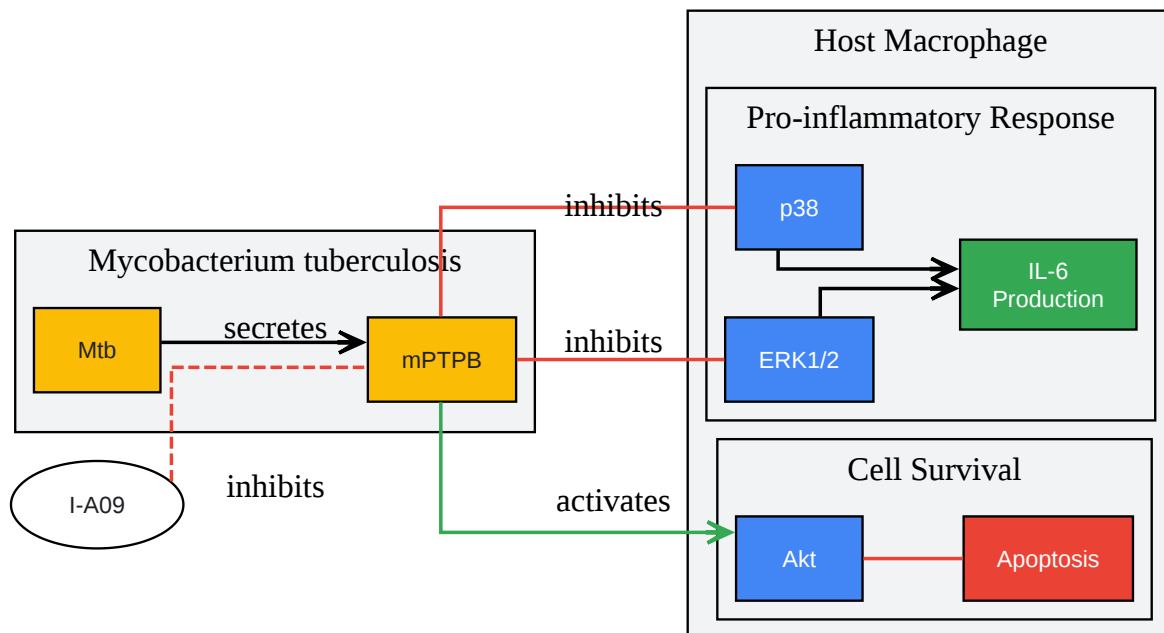 Host Macrophage
Pro-inflammatory Response
p38
inhibits
IL-6
Production
Mycobacterium tuberculosis
Mtb
secretes
mPTPB
inhibits
ERK1/2
I-A09
inhibits
activates
Cell Survival
Akt
Apoptosis